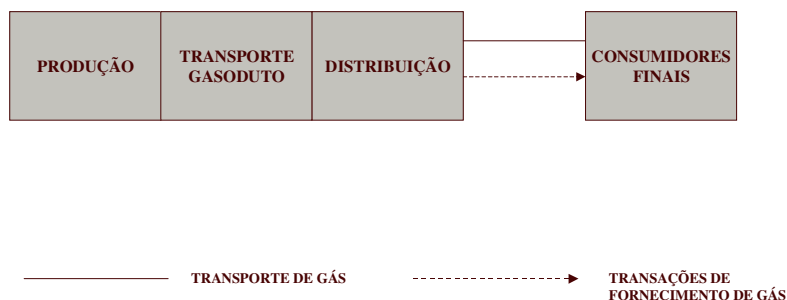 PRODUÇÃO
TRANSPORTE
GASODUTO
DISTRIBUIÇÃO
CONSUMIDORES
FINAIS
TRANSPORTE DE GÁS
TRANSAÇÕES DE
FORNECIMENTO DE GÁS